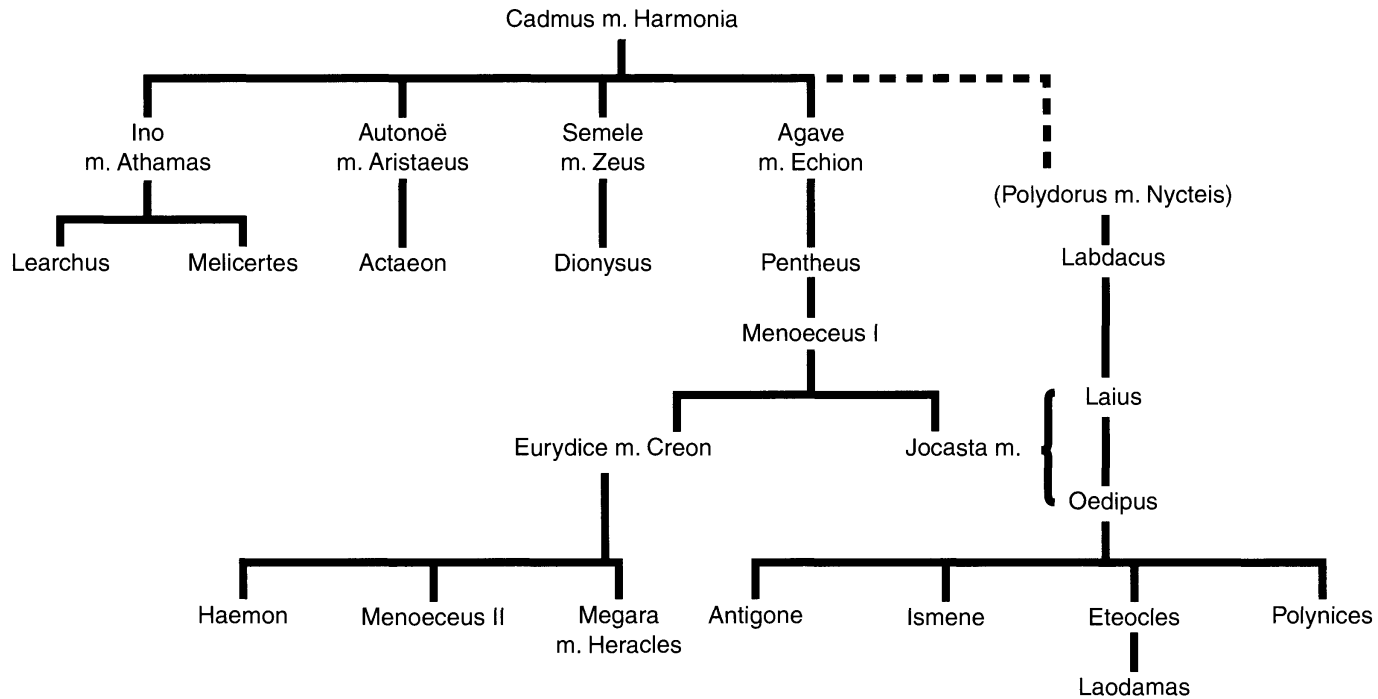 Cadmus m. Harmonia
Ino
m. Athamas
Autonoë
m. Aristaeus
Semele
m. Zeus
Agave
m. Echion
(Polydorus m. Nycteis)
Learchus
Melicertes
Actaeon
Dionysus
Pentheus
Labdacus
Menoeceus I
Laius
Eurydice m. Creon
Jocasta m.
Oedipus
Haemon
Menoeceus II
Megara
m. Heracles
Antigone
Ismene
Eteocles
Polynices
Laodamas